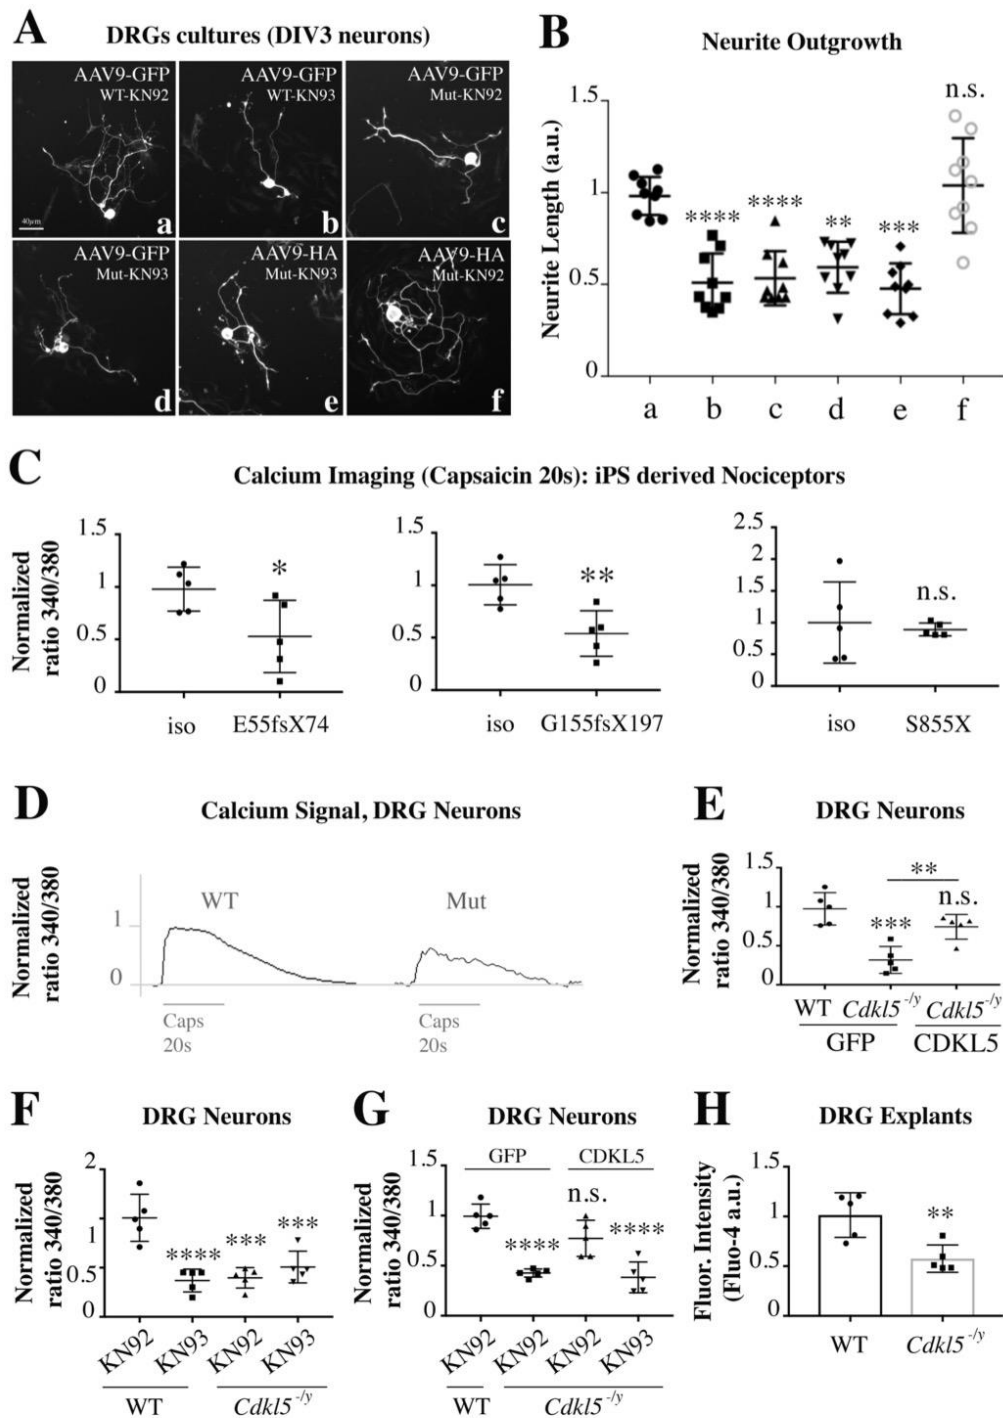 A
DRGs cultures (DIV3 neurons)
AAV9-GFP
WT-KN92
40μm
a
AAV9-GFP
WT-KN93
b
AAV9-GFP
Mut-KN92
c
AAV9-GFP
Mut-KN93
d
AAV9-HA
Mut-KN93
e
AAV9-HA
Mut-KN92
f
B
Neurite Outgrowth
Neurite Length (a.u.)
1.5
1
0.5
0
****
****
**
***
n.s.
a b c d e f
C
Calcium Imaging (Capsaicin 20s): iPS derived Nociceptors
Normalized
ratio 340/380
1.5
1
0.5
0
*
iso E55fsX74
1.5
1
0.5
0
**
iso G155fsX197
2.5
2
1.5
1
0.5
0
n.s.
iso S855X
D
Calcium Signal, DRG Neurons
Normalized
ratio 340/380
1
0
WT
Mut
Caps
20s
Caps
20s
E
DRG Neurons
Normalized
ratio 340/380
1.5
1
0.5
0
**
***
n.s.
WT Cdkl5-/y Cdkl5-/y
GFP CDKL5
F
DRG Neurons
Normalized
ratio 340/380
2
1
0.5
0
****
***
***
KN92 KN93 KN92 KN93
WT Cdkl5-/y
G
DRG Neurons
Normalized
ratio 340/380
1.5
1
0.5
0
GFP CDKL5
****
n.s.
****
KN92 KN92 KN92 KN93
WT Cdkl5-/y
H
DRG Explants
Fluor. Intensity
(Fluo-4 a.u.)
1.5
1
0.5
0
**
WT Cdkl5-/y